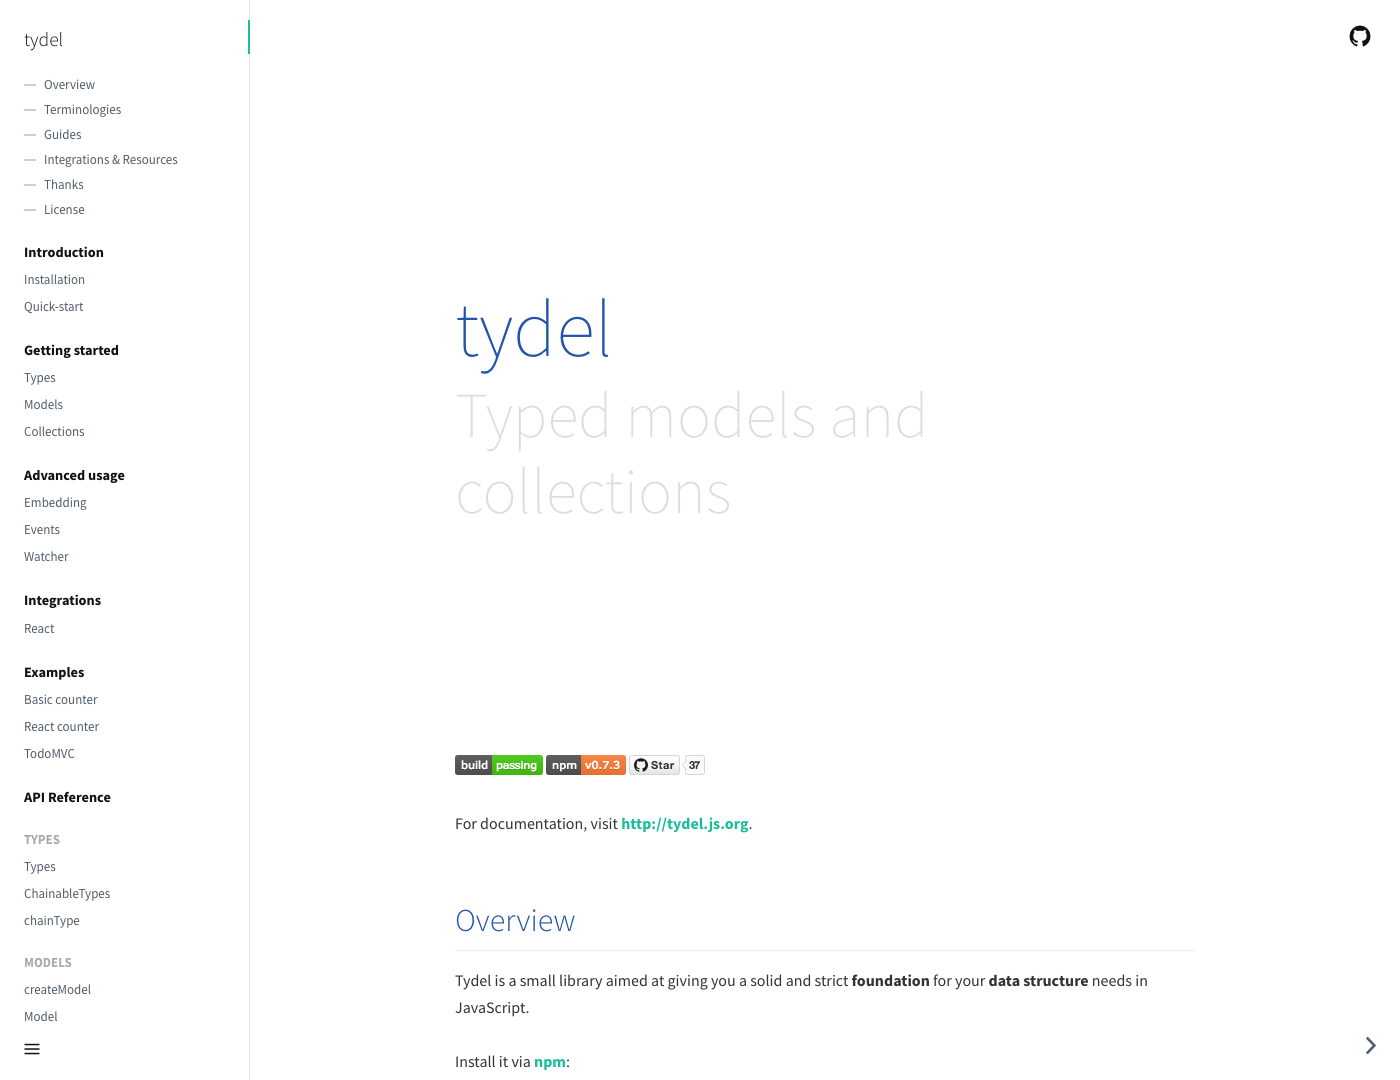 tydel
Overview
Terminologies
Guides
Integrations & Resources
Thanks
License
Introduction
Installation
Quick-start
Getting started
Types
Models
Collections
Advanced usage
Embedding
Events
Watcher
Integrations
React
Examples
Basic counter
React counter
TodoMVC
API Reference
TYPES
Types
ChainableTypes
chainType
MODELS
createModel
Model
tydel
Typed models and
collections
build passing npm v0.7.3 Star 37
For documentation, visit http://tydel.js.org.
Overview
Tydel is a small library aimed at giving you a solid and strict foundation for your data structure needs in
JavaScript.
Install it via npm: